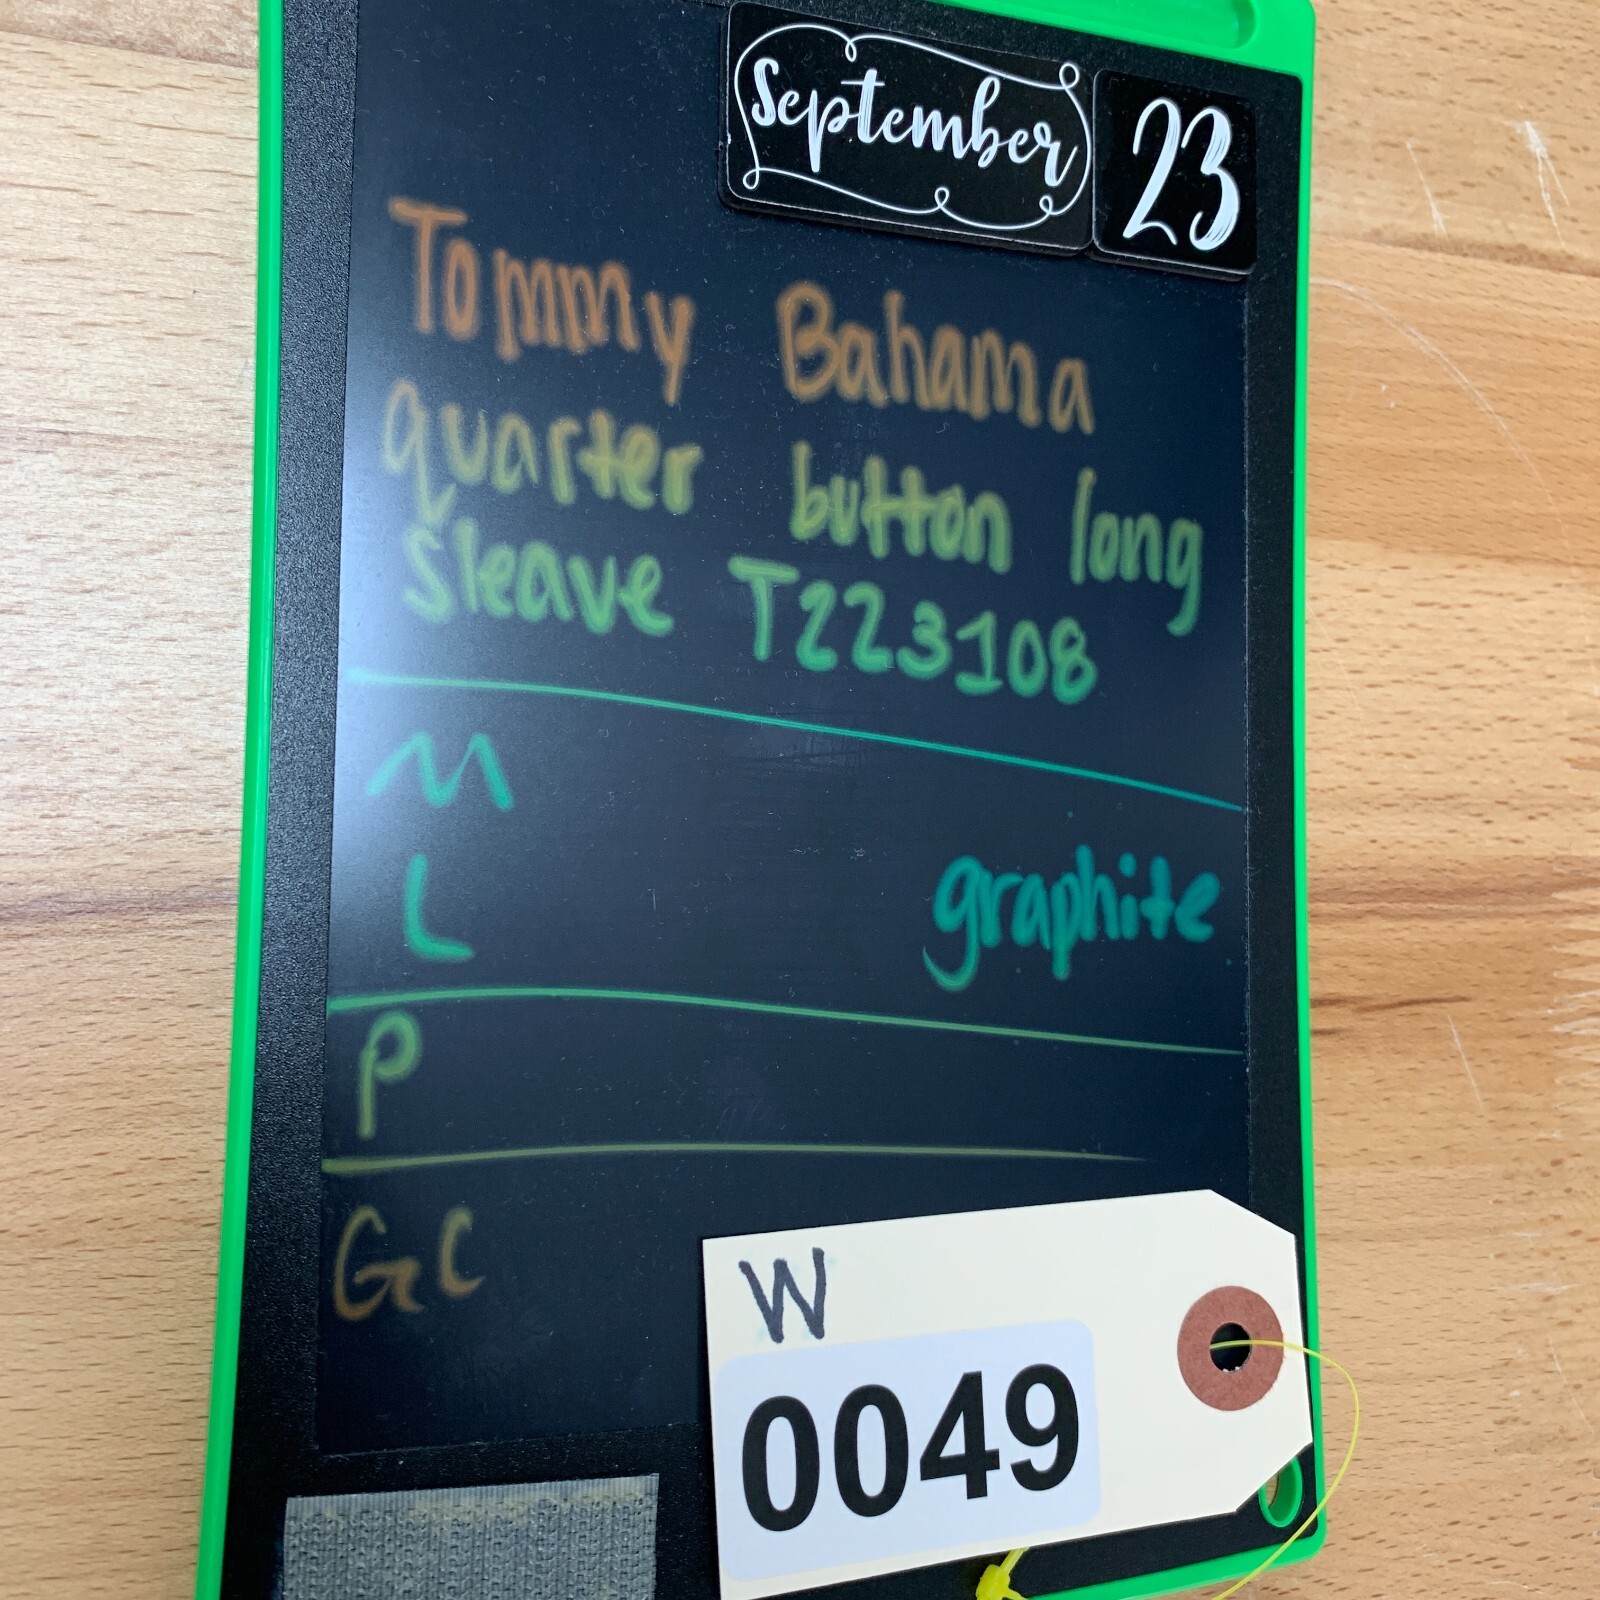 September 23
Tommy Bahama
quarter button long
sleave T223108
M
L
graphite
P
GC
W
0049